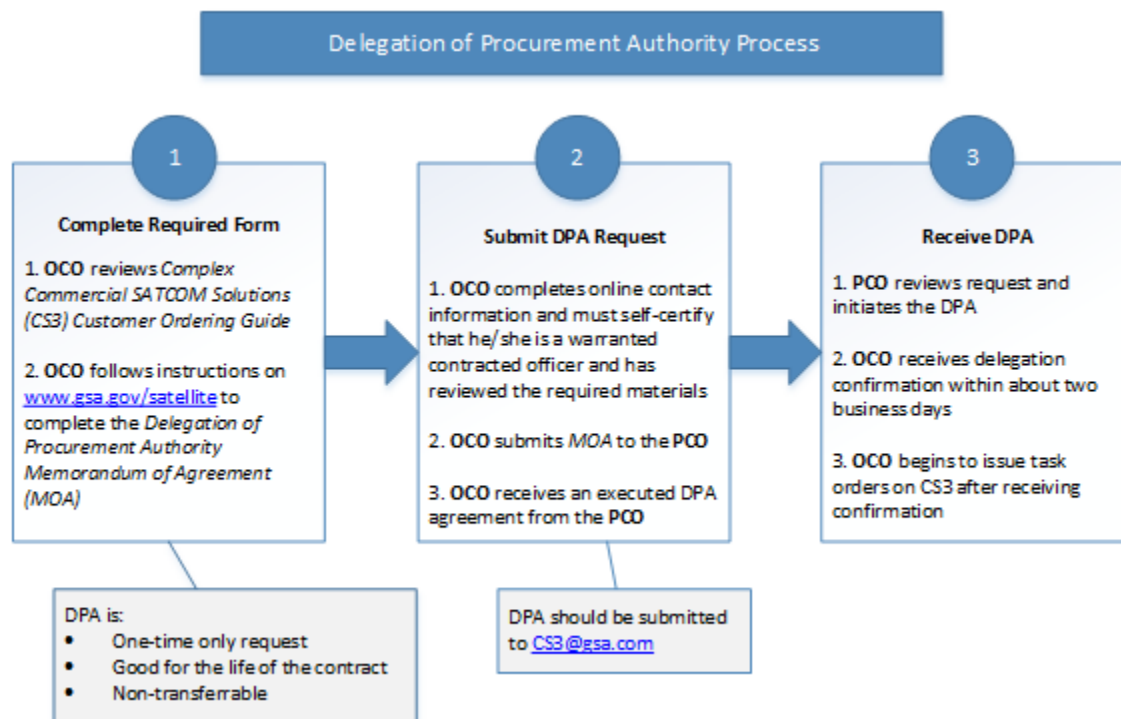 Delegation of Procurement Authority Process
1
Complete Required Form
1. OCO reviews Complex
Commercial SATCOM Solutions
(CS3) Customer Ordering Guide
2. OCO follows instructions on
www.gsa.gov/satellite to
complete the Delegation of
Procurement Authority
Memorandum of Agreement
(MOA)
DPA is:
• One-time only request
• Good for the life of the contract
• Non-transferrable
2
Submit DPA Request
1. OCO completes online contact
information and must self-certify
that he/she is a warranted
contracted officer and has
reviewed the required materials
2. OCO submits MOA to the PCO
3. OCO receives an executed DPA
agreement from the PCO
DPA should be submitted
to CS3@gsa.com
3
Receive DPA
1. PCO reviews request and
initiates the DPA
2. OCO receives delegation
confirmation within about two
business days
3. OCO begins to issue task
orders on CS3 after receiving
confirmation